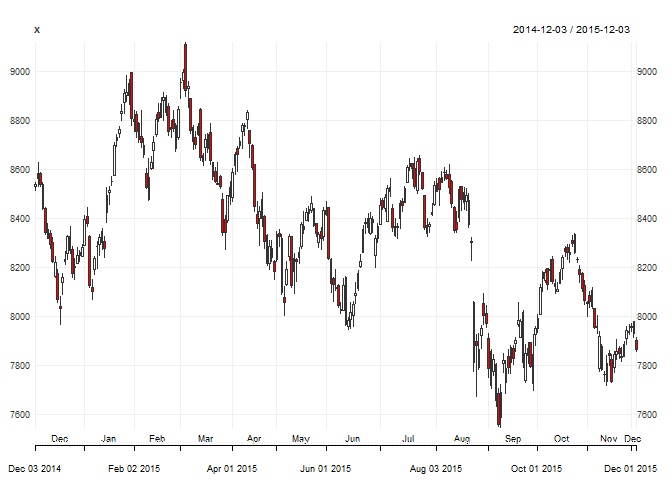 x 2014-12-03 / 2015-12-03
9000 9000
8800 8800
8600 8600
8400 8400
8200 8200
8000 8000
7800 7800
7600 7600
Dec Jan Feb Mar Apr May Jun Jul Aug Sep Oct Nov Dec
Dec 03 2014 Feb 02 2015 Apr 01 2015 Jun 01 2015 Aug 03 2015 Oct 01 2015 Dec 01 2015